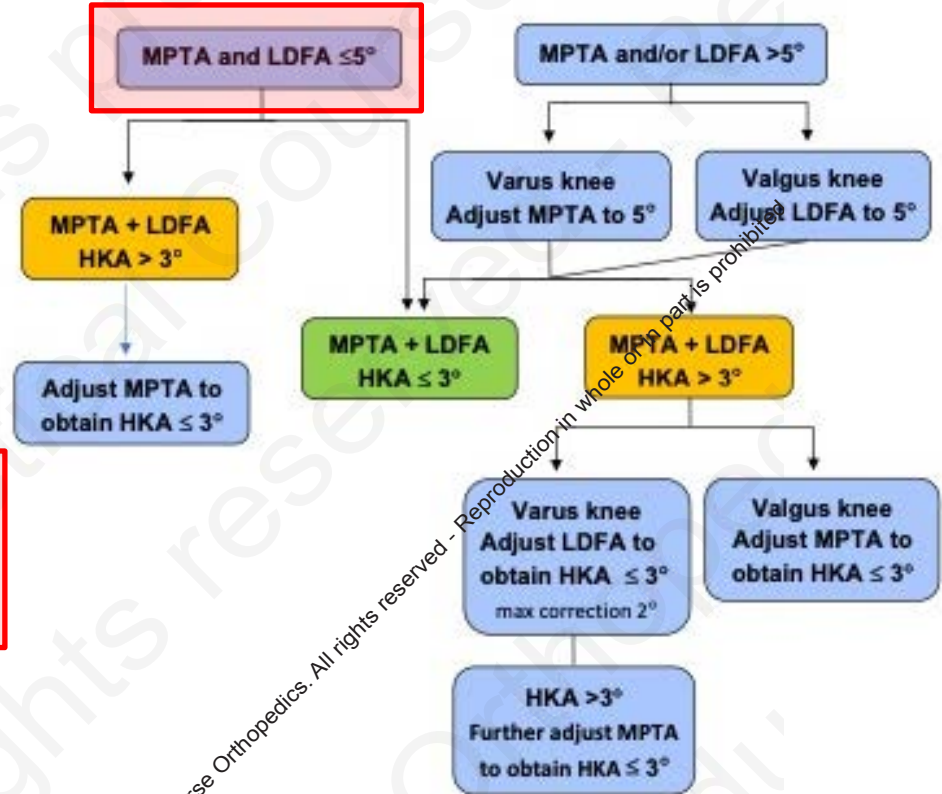 MPTA and LDFA ≤5°
MPTA and/or LDFA >5°
Varus knee
Adjust MPTA to 5°
Valgus knee
Adjust LDFA to 5°
MPTA + LDFA
HKA > 3°
MPTA + LDFA
HKA ≤ 3°
MPTA + LDFA
HKA > 3°
Adjust MPTA to
obtain HKA ≤ 3°
Varus knee
Adjust LDFA to
obtain HKA ≤ 3°
max correction 2°
Valgus knee
Adjust MPTA to
obtain HKA ≤ 3°
HKA >3°
Further adjust MPTA
to obtain HKA ≤ 3°
Orthopedics. All rights reserved - Reproduction in whole or in part is prohibited